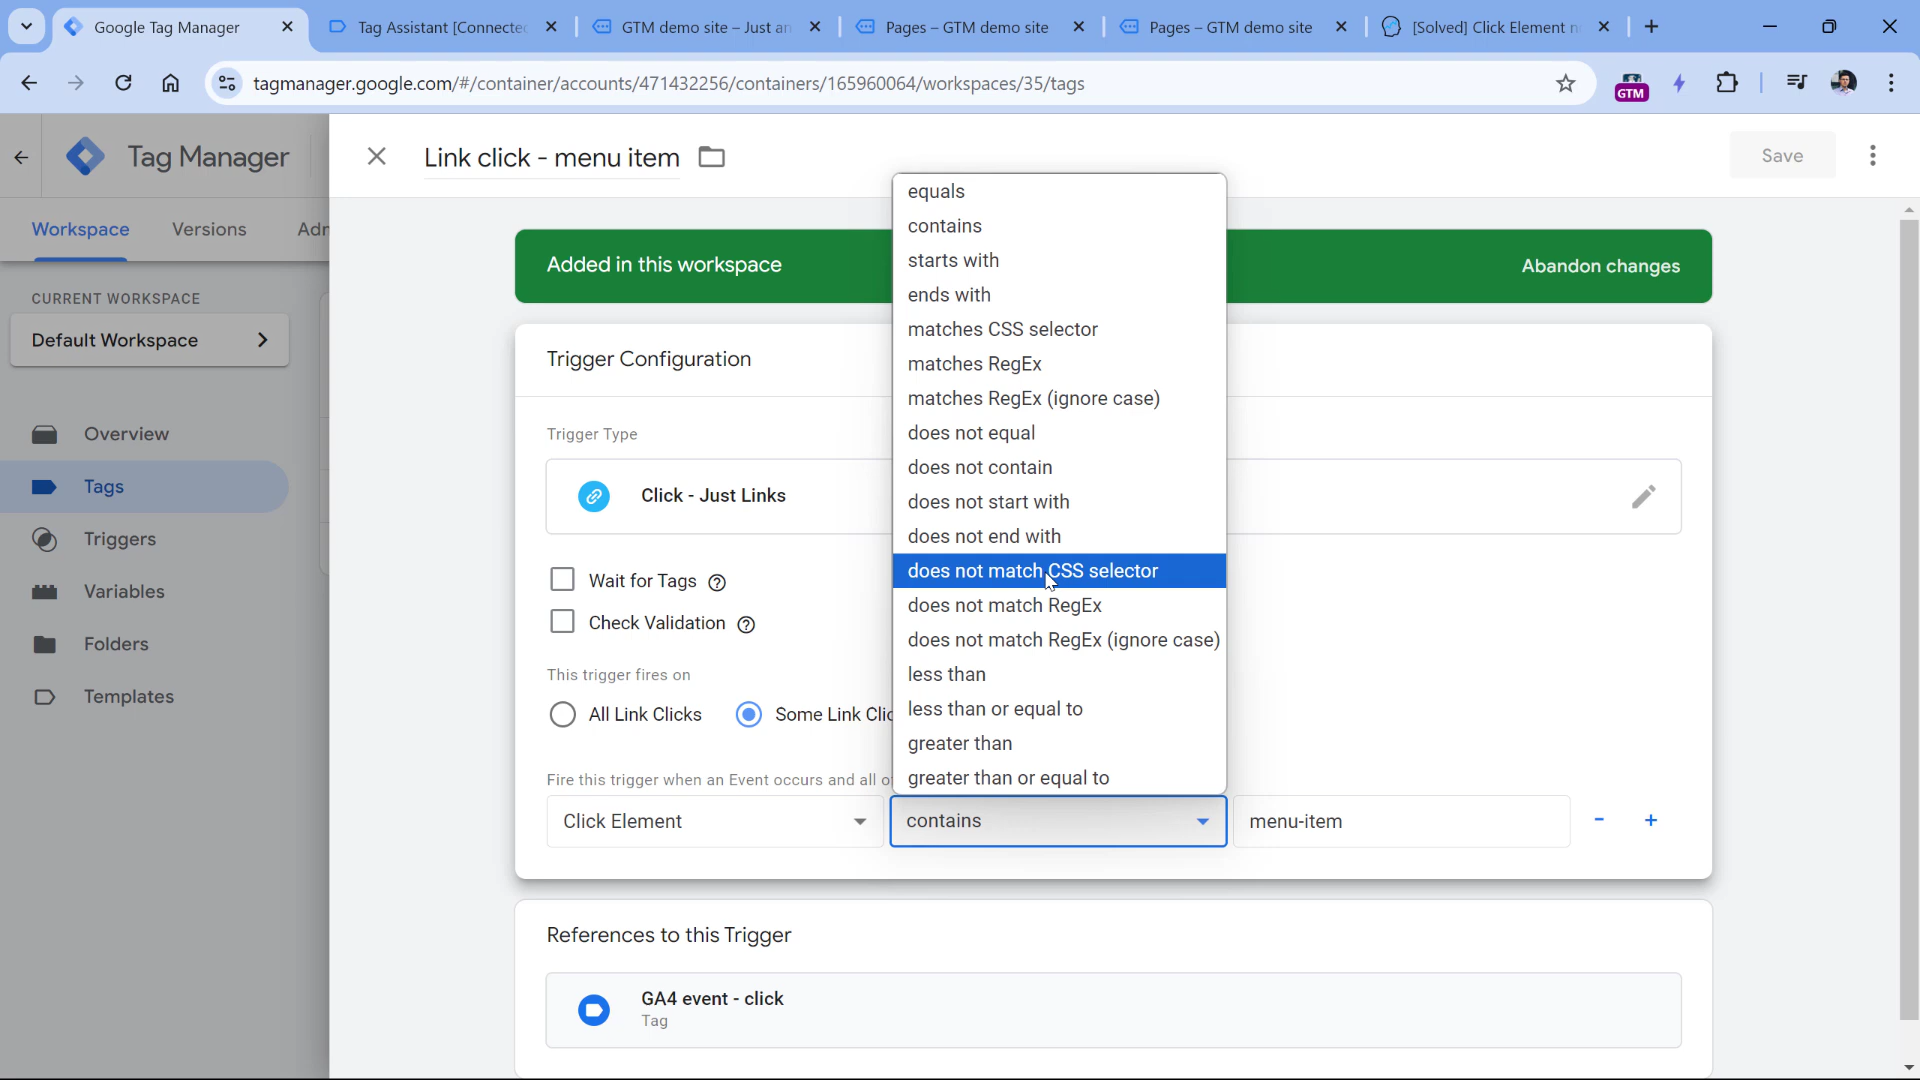 Google Tag Manager
Tag Assistant [Connected
GTM demo site – Just an
Pages – GTM demo site
Pages – GTM demo site
[Solved] Click Element n
tagmanager.google.com/#/container/accounts/471432256/containers/165960064/workspaces/35/tags
GTM
Tag Manager
Link click - menu item
Save
Workspace
Versions
Adm
CURRENT WORKSPACE
Default Workspace
Overview
Tags
Triggers
Variables
Folders
Templates
Added in this workspace
Abandon changes
Trigger Configuration
Trigger Type
Click - Just Links
Wait for Tags
Check Validation
This trigger fires on
All Link Clicks
Some Link Clic
Fire this trigger when an Event occurs and all o
Click Element
contains
menu-item
equals
contains
starts with
ends with
matches CSS selector
matches RegEx
matches RegEx (ignore case)
does not equal
does not contain
does not start with
does not end with
does not match CSS selector
does not match RegEx
does not match RegEx (ignore case)
less than
less than or equal to
greater than
greater than or equal to
References to this Trigger
GA4 event - click
Tag